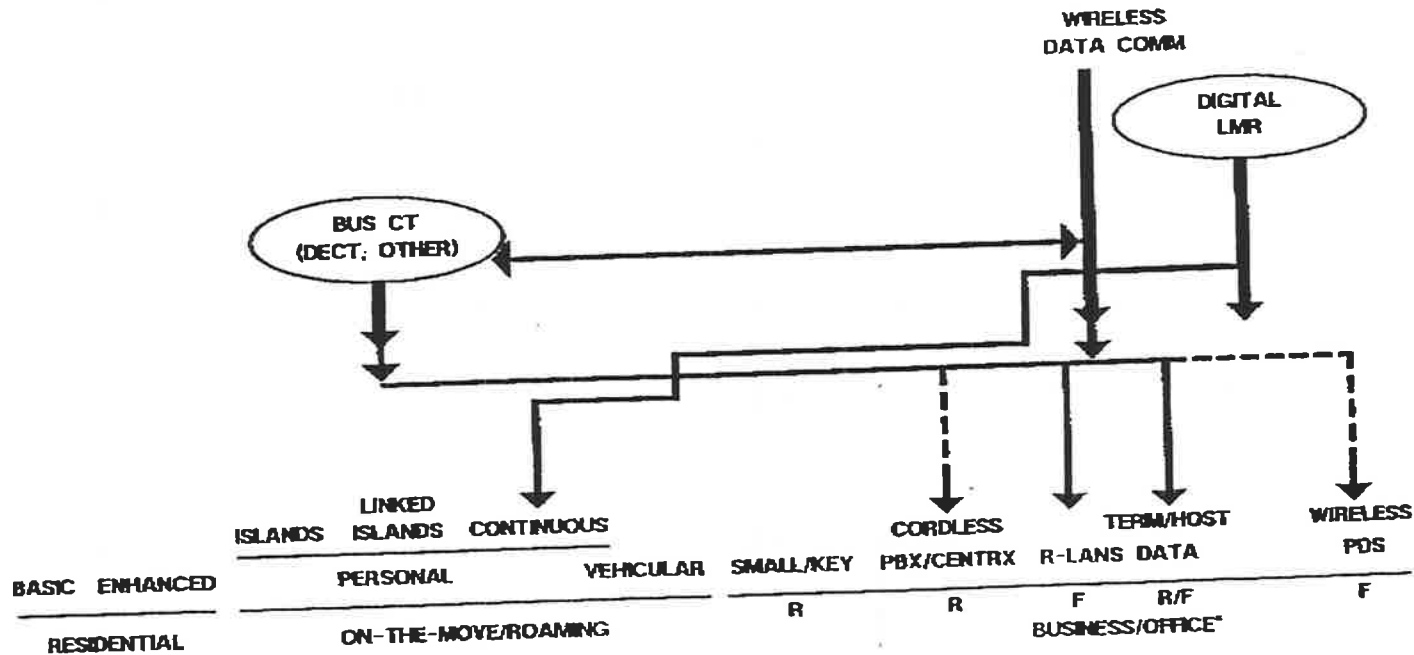 WIRELESS
DATA COMM
DIGITAL
LMR
BUS CT
(DECT; OTHER)
ISLANDS
LINKED
ISLANDS
CONTINUOUS
CORDLESS
PBX/CENTRX
TERM/HOST
DATA
WIRELESS
PDS
BASIC ENHANCED
PERSONAL
VEHICULAR
SMALL/KEY
R-LANS
R
R
F
R/F
F
RESIDENTIAL
ON-THE-MOVE/ROAMING
BUSINESS/OFFICE*